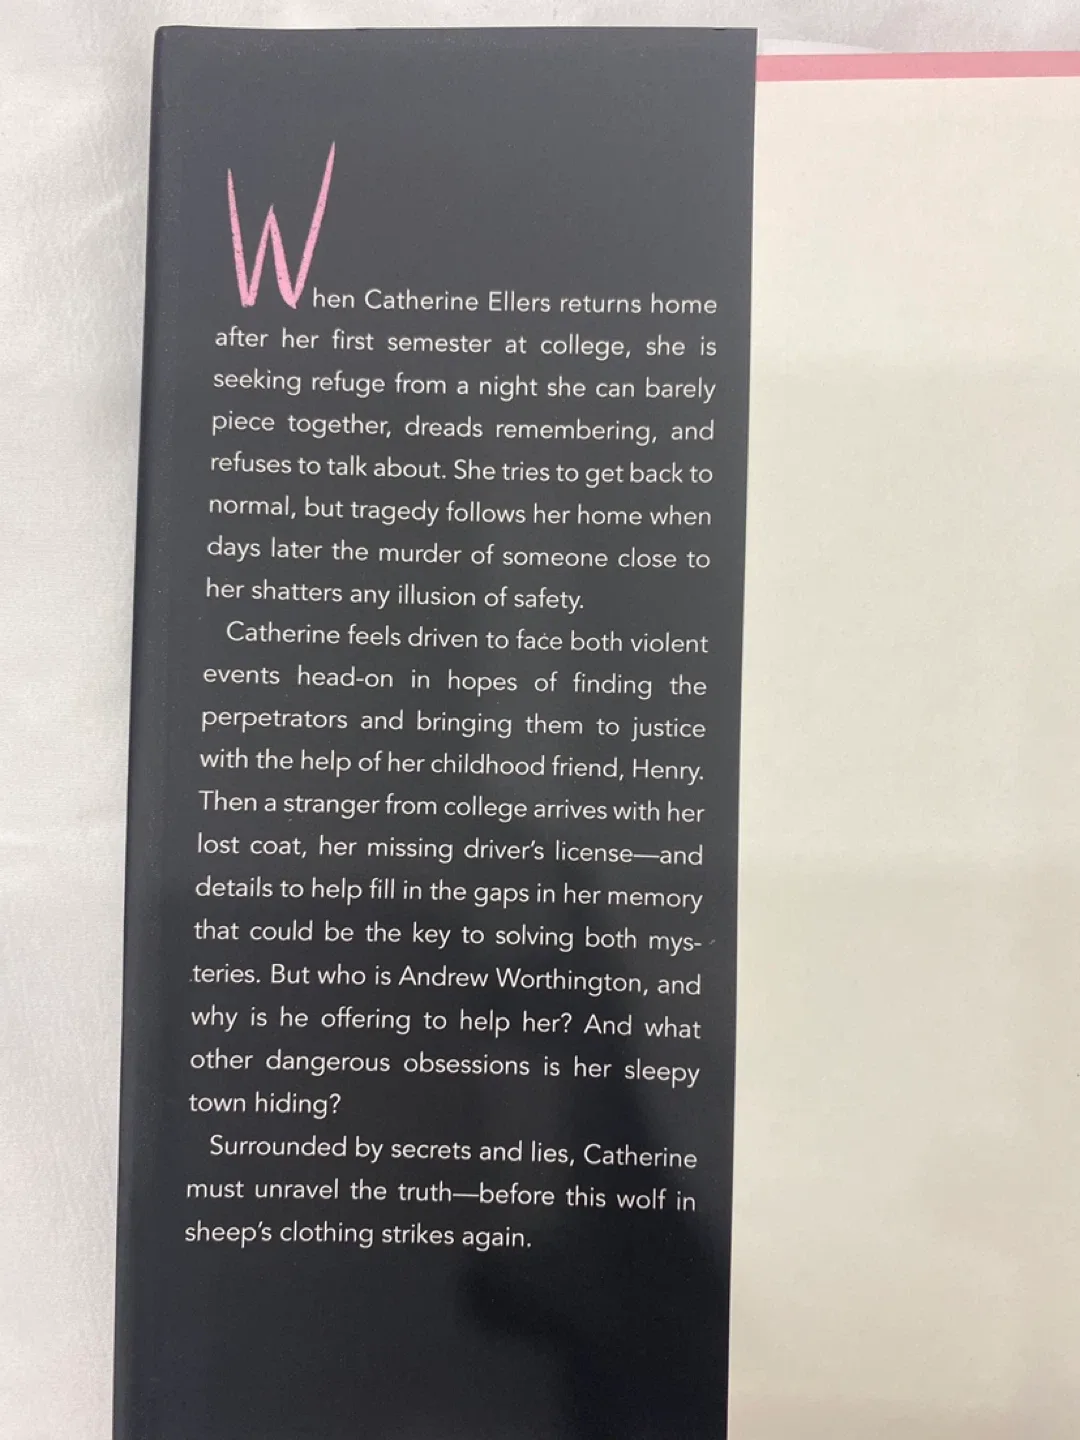 When Catherine Ellers returns home
after her first semester at college, she is
seeking refuge from a night she can barely
piece together, dreads remembering, and
refuses to talk about. She tries to get back to
normal, but tragedy follows her home when
days later the murder of someone close to
her shatters any illusion of safety.
Catherine feels driven to face both violent
events head-on in hopes of finding the
perpetrators and bringing them to justice
with the help of her childhood friend, Henry.
Then a stranger from college arrives with her
lost coat, her missing driver’s license—and
details to help fill in the gaps in her memory
that could be the key to solving both mys-
teries. But who is Andrew Worthington, and
why is he offering to help her? And what
other dangerous obsessions is her sleepy
town hiding?
Surrounded by secrets and lies, Catherine
must unravel the truth—before this wolf in
sheep’s clothing strikes again.